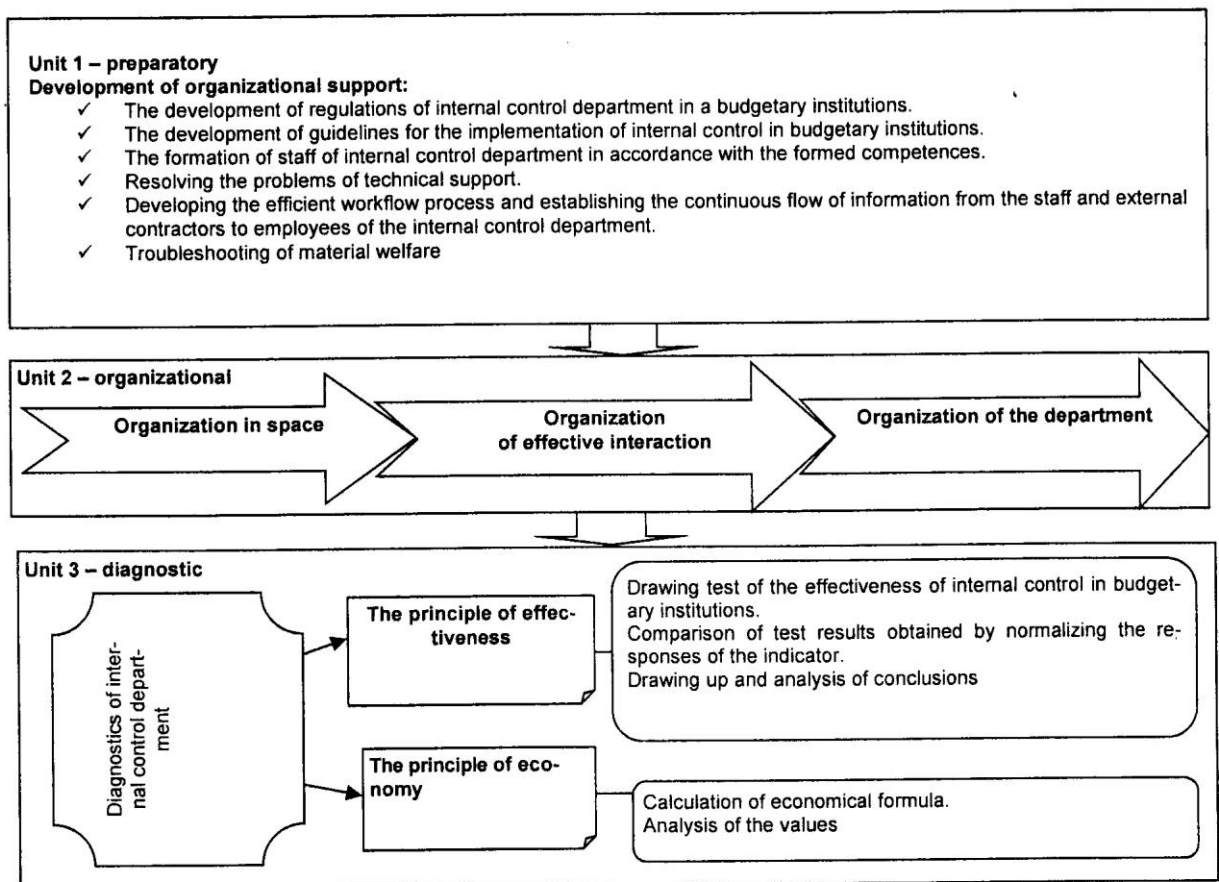 Unit 1 – preparatory
Development of organizational support:
✓ The development of regulations of internal control department in a budgetary institutions.
✓ The development of guidelines for the implementation of internal control in budgetary institutions.
✓ The formation of staff of internal control department in accordance with the formed competences.
✓ Resolving the problems of technical support.
✓ Developing the efficient workflow process and establishing the continuous flow of information from the staff and external
contractors to employees of the internal control department.
✓ Troubleshooting of material welfare
Unit 2 – organizational
Organization in space
Organization
of effective interaction
Organization of the department
Unit 3 – diagnostic
Diagnostics of inter-
nal control depart-
ment
The principle of effec-
tiveness
Drawing test of the effectiveness of internal control in budget-
ary institutions.
Comparison of test results obtained by normalizing the re-
sponses of the indicator.
Drawing up and analysis of conclusions
The principle of eco-
nomy
Calculation of economical formula.
Analysis of the values